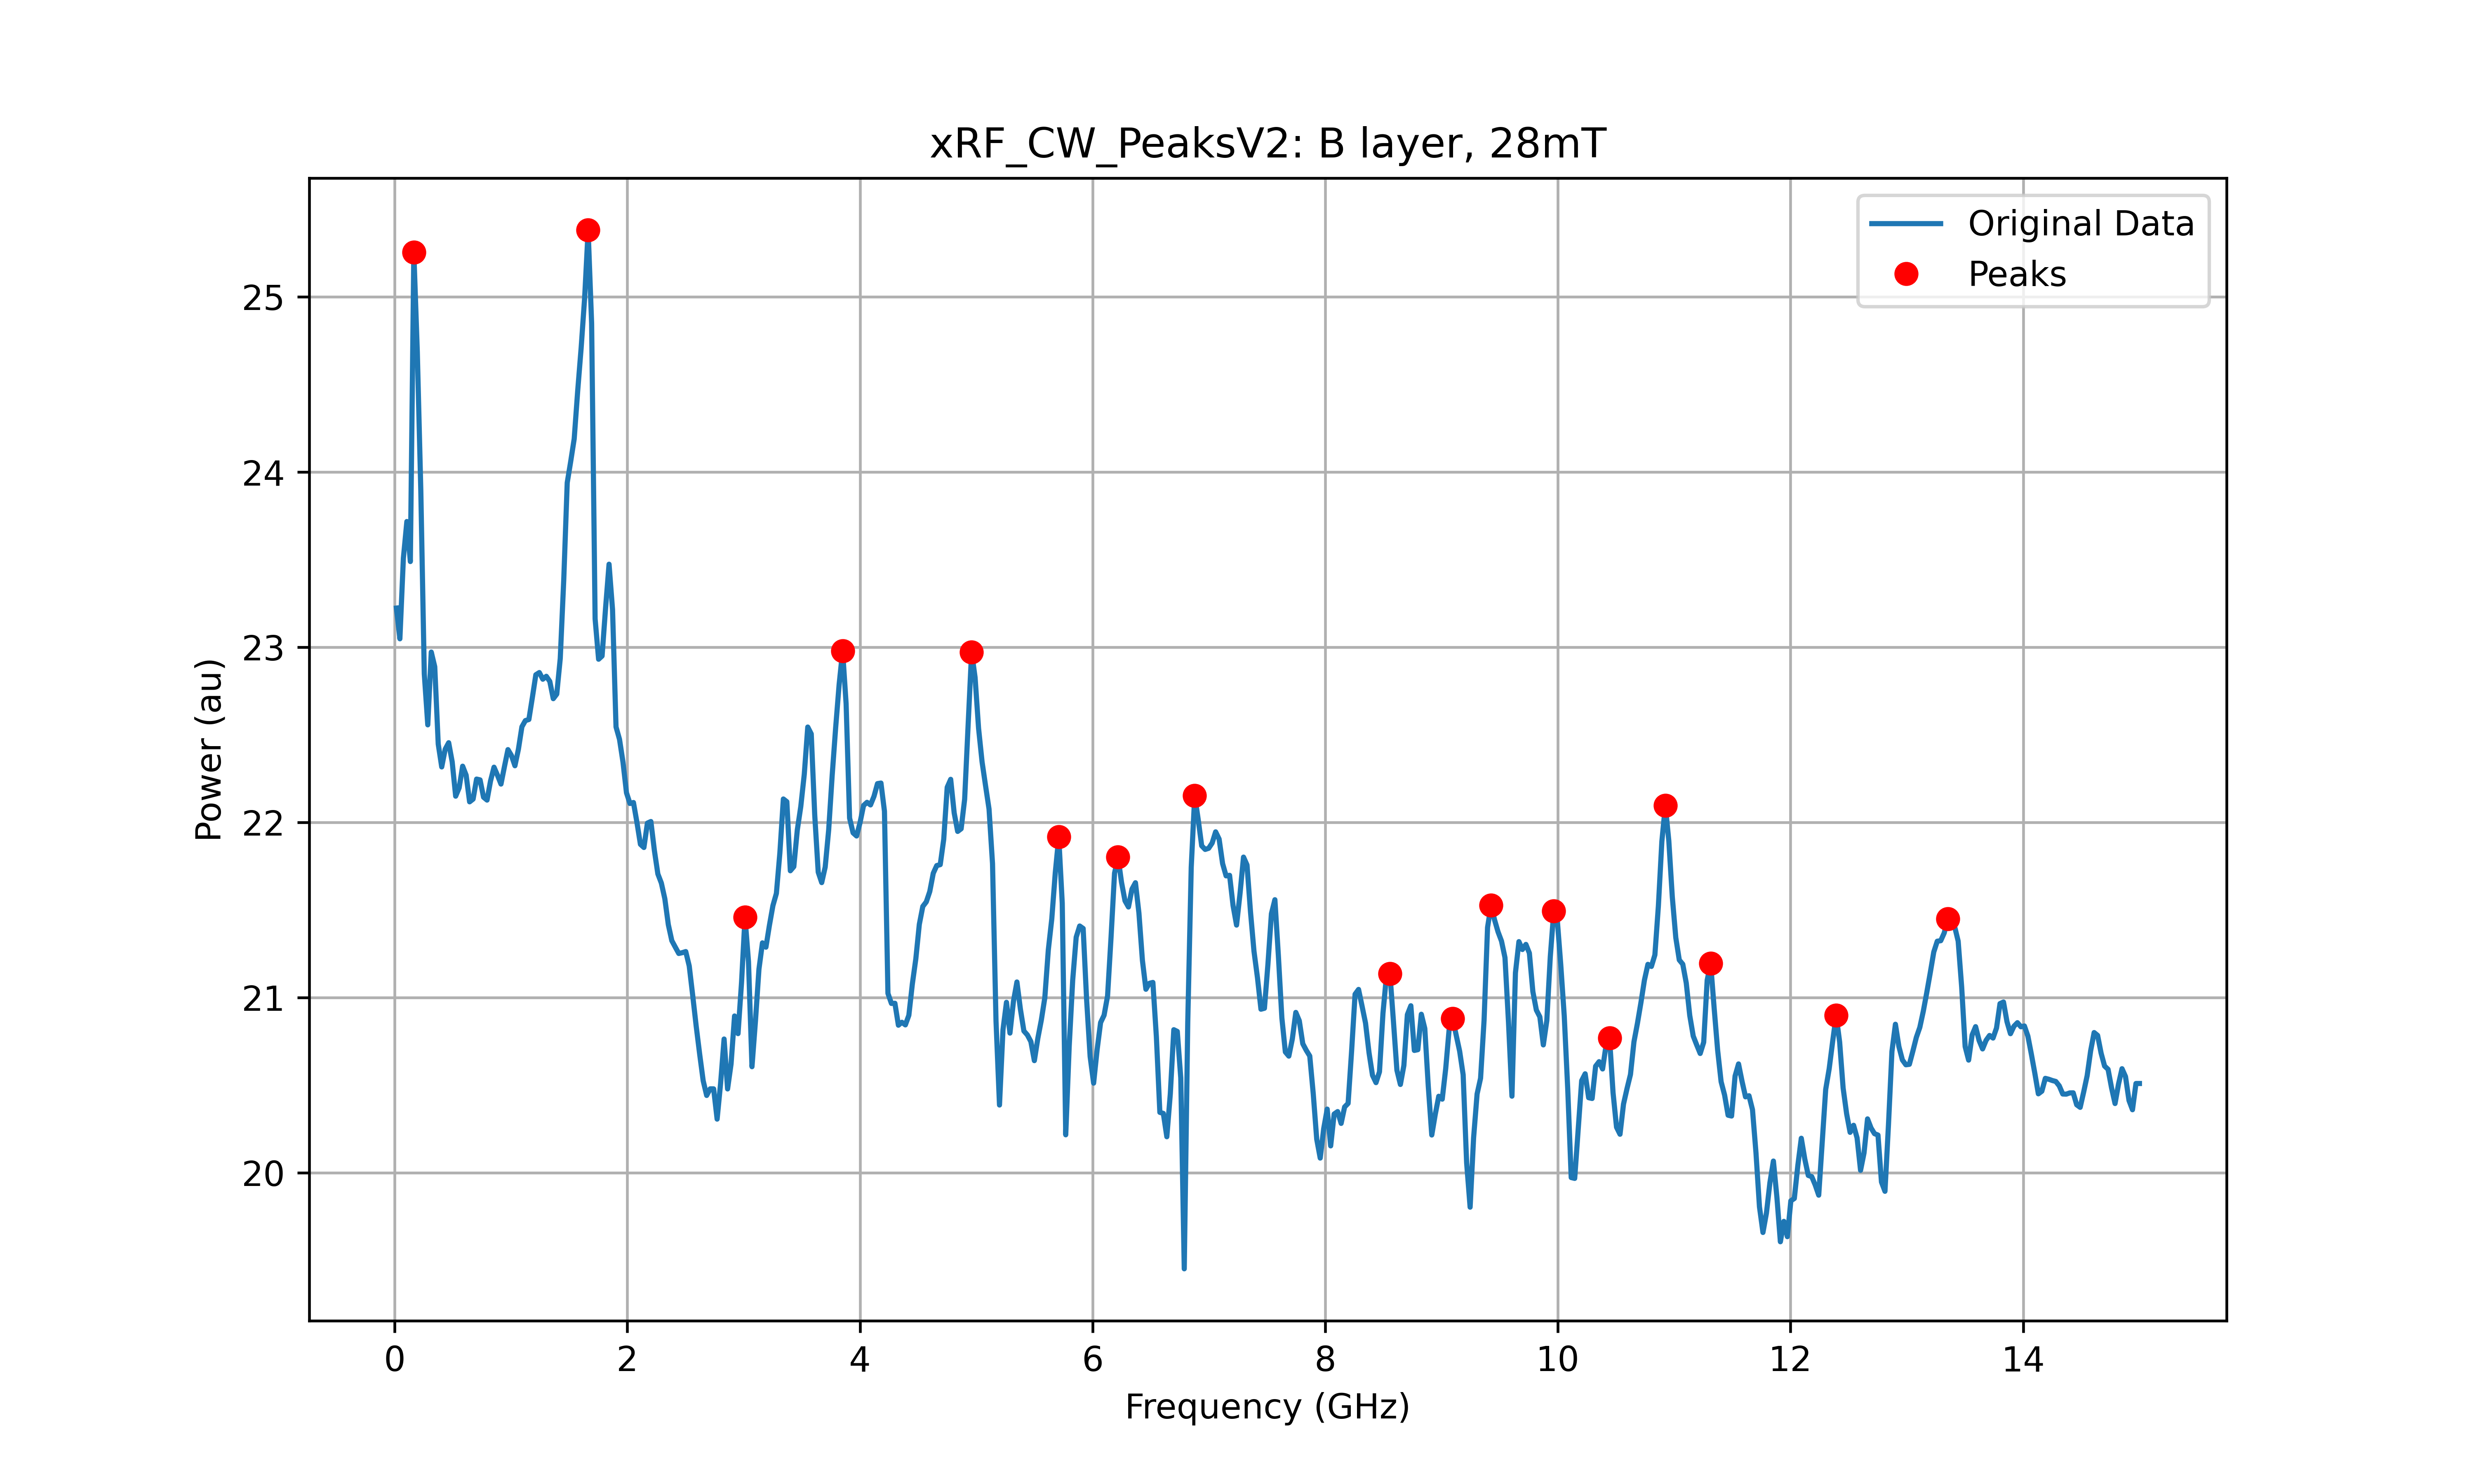 xRF_CW_PeaksV2: B layer, 28mT
Original Data
Peaks
25
24
23
22
21
20
Power (au)
0 2 4 6 8 10 12 14
Frequency (GHz)